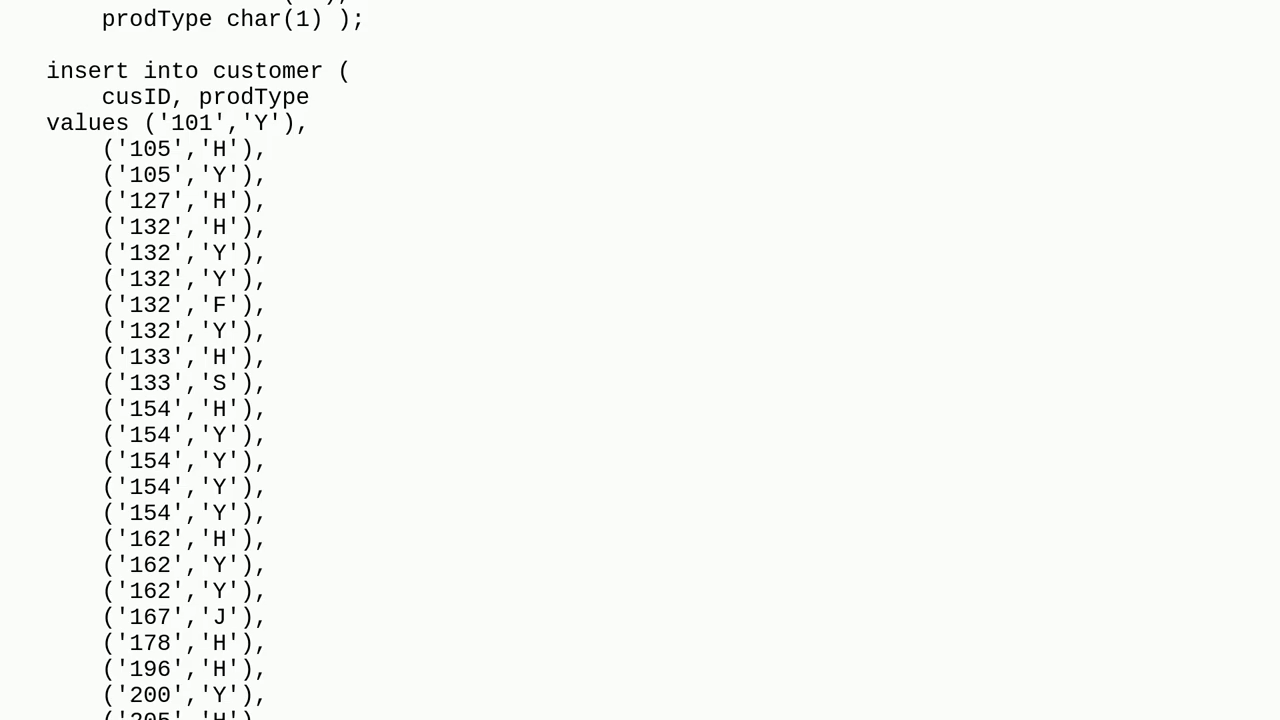 prodType char(1) );
insert into customer (
cusID, prodType
values ('101','Y'),
('105','H'),
('105','Y'),
('127','H'),
('132','H'),
('132','Y'),
('132','Y'),
('132','F'),
('132','Y'),
('133','H'),
('133','S'),
('154','H'),
('154','Y'),
('154','Y'),
('154','Y'),
('154','Y'),
('162','H'),
('162','Y'),
('162','Y'),
('167','J'),
('178','H'),
('196','H'),
('200','Y'),
('205','H')